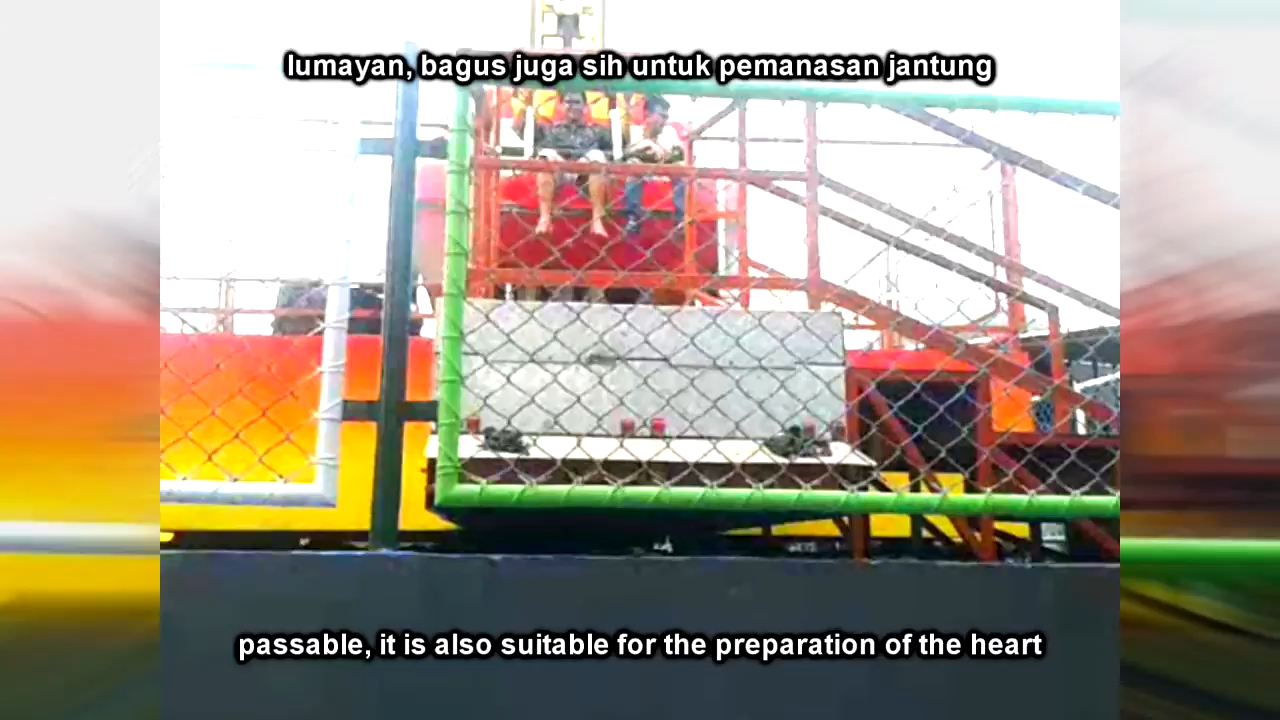 lumayan, bagus juga sih untuk pemanasan jantung
passable, it is also suitable for the preparation of the heart